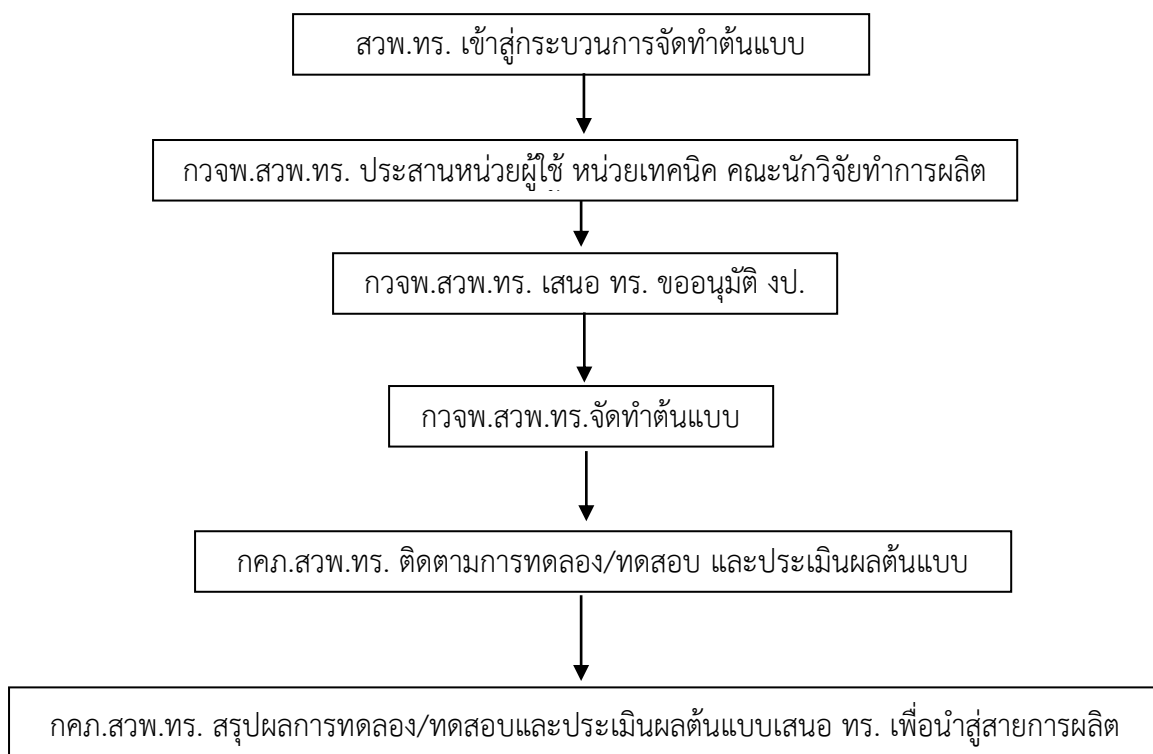 สวพ.ทร. เข้าสู่กระบวนการจัดทำต้นแบบ
กวจพ.สวพ.ทร. ประสานหน่วยผู้ใช้ หน่วยเทคนิค คณะนักวิจัยทำการผลิต
กวจพ.สวพ.ทร. เสนอ ทร. ขออนุมัติ งป.
กวจพ.สวพ.ทร.จัดทำต้นแบบ
กคภ.สวพ.ทร. ติดตามการทดลอง/ทดสอบ และประเมินผลต้นแบบ
กคภ.สวพ.ทร. สรุปผลการทดลอง/ทดสอบและประเมินผลต้นแบบเสนอ ทร. เพื่อนำสู่สายการผลิต